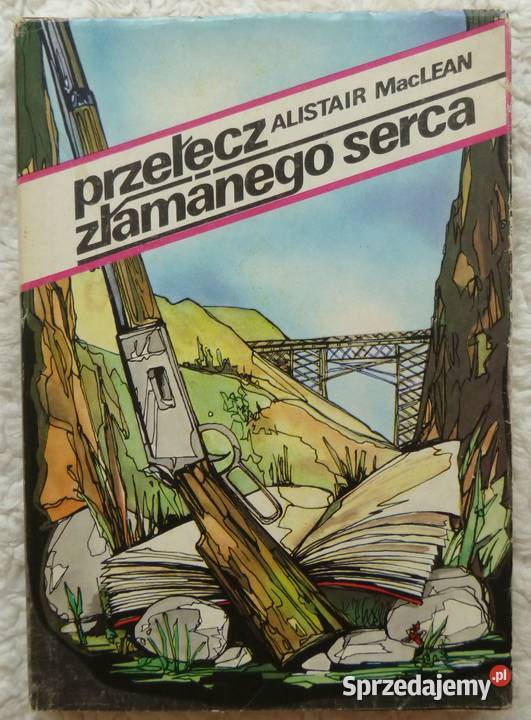 ALISTAIR MacLEAN
przełęcz
złamanego serca
Sprzedajemy.pl